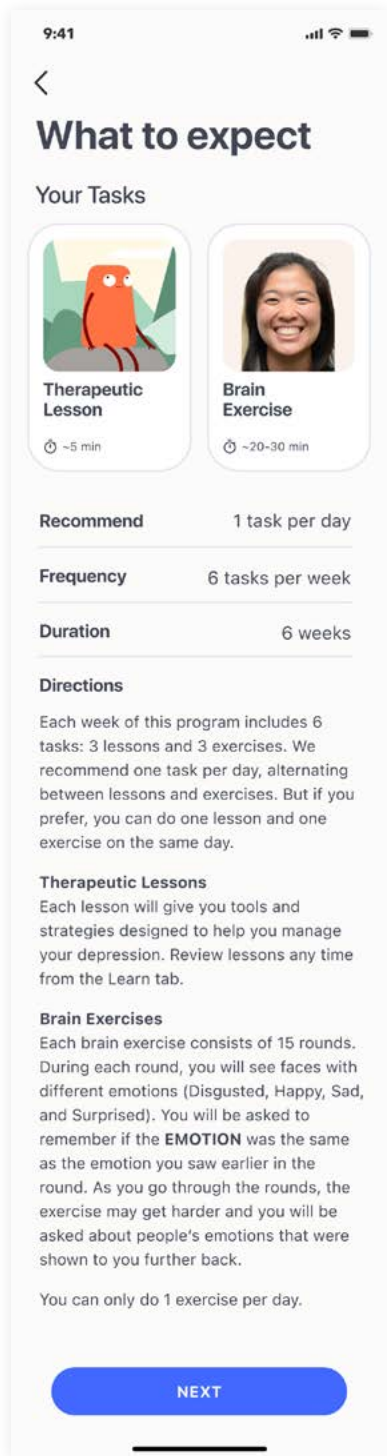 9:41
What to expect
Your Tasks
Therapeutic
Lesson
~5 min
Brain
Exercise
~20-30 min
Recommend 1 task per day
Frequency 6 tasks per week
Duration 6 weeks
Directions
Each week of this program includes 6
tasks: 3 lessons and 3 exercises. We
recommend one task per day, alternating
between lessons and exercises. But if you
prefer, you can do one lesson and one
exercise on the same day.
Therapeutic Lessons
Each lesson will give you tools and
strategies designed to help you manage
your depression. Review lessons any time
from the Learn tab.
Brain Exercises
Each brain exercise consists of 15 rounds.
During each round, you will see faces with
different emotions (Disgusted, Happy, Sad,
and Surprised). You will be asked to
remember if the EMOTION was the same
as the emotion you saw earlier in the
round. As you go through the rounds, the
exercise may get harder and you will be
asked about people's emotions that were
shown to you further back.
You can only do 1 exercise per day.
NEXT